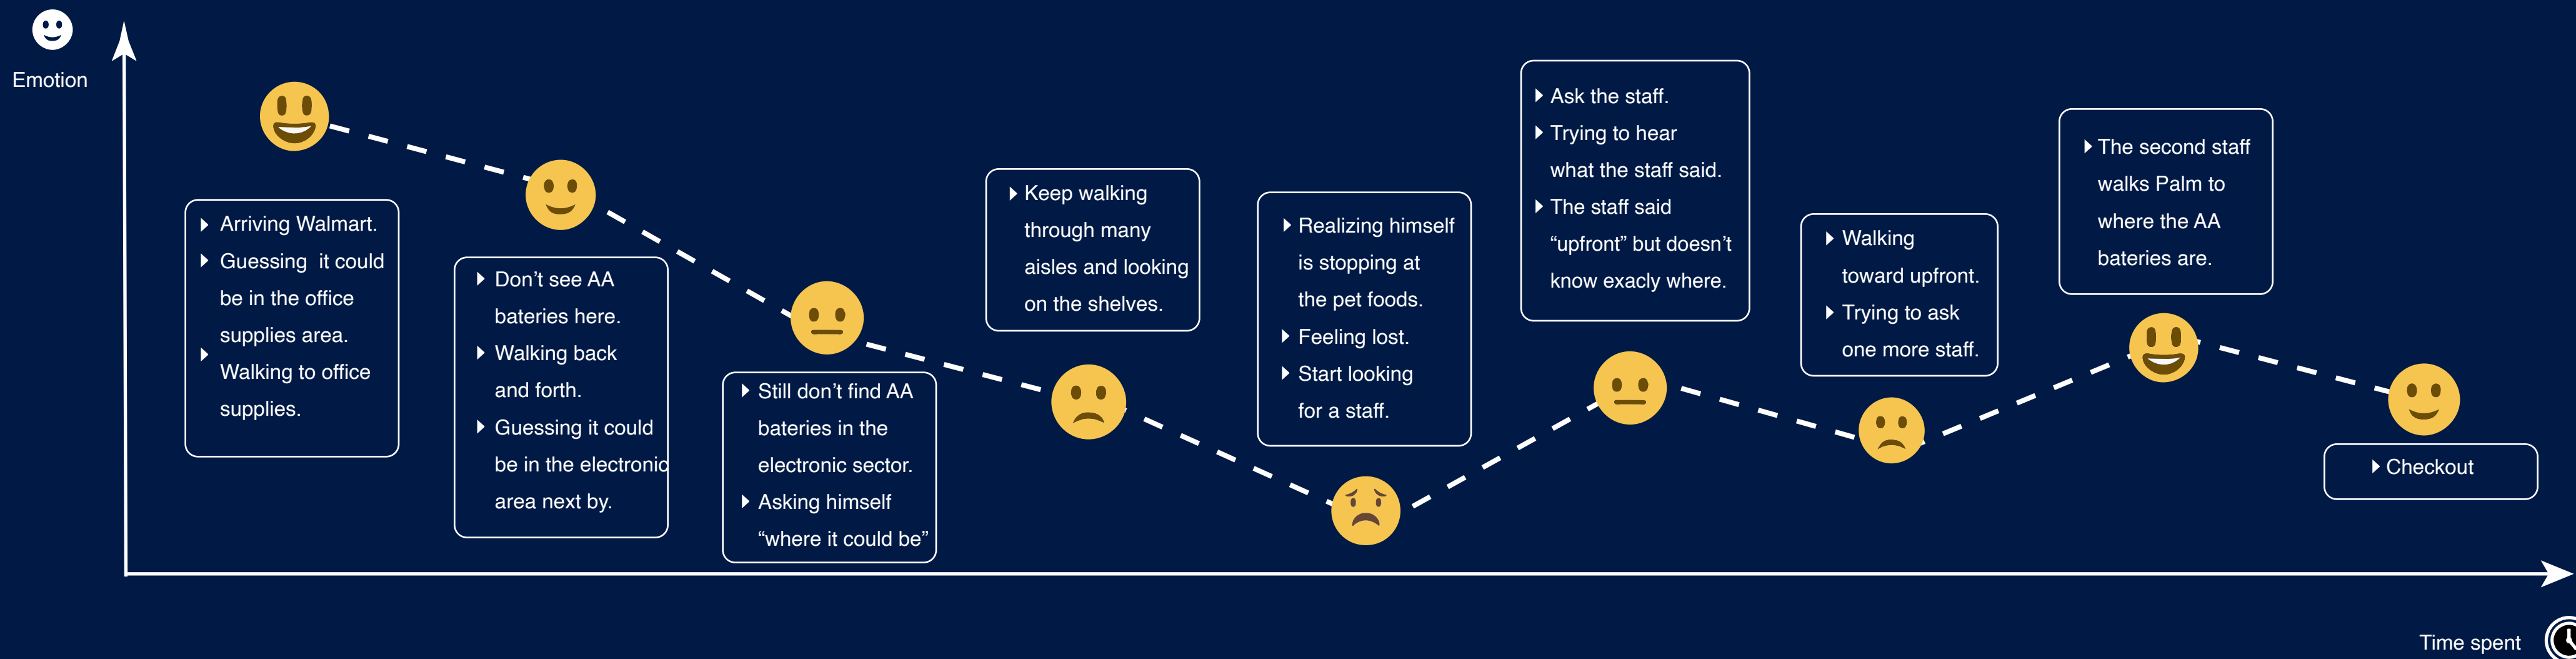 Emotion
Arriving Walmart.
Guessing  it could
be in the office
supplies area.
Walking to office
supplies.
Don’t see AA
bateries here.
Walking back
and forth.
Guessing it could
be in the electronic
area next by.
Still don’t find AA
bateries in the
electronic sector.
Asking himself
“where it could be”
Keep walking
through many
aisles and looking
on the shelves.
Realizing himself
is stopping at
the pet foods.
Feeling lost.
Start looking
for a staff.
Ask the staff.
Trying to hear
what the staff said.
The staff said
“upfront” but doesn’t
know exacly where.
Walking
toward upfront.
Trying to ask
one more staff.
The second staff
walks Palm to
where the AA
bateries are.
Checkout
Time spent